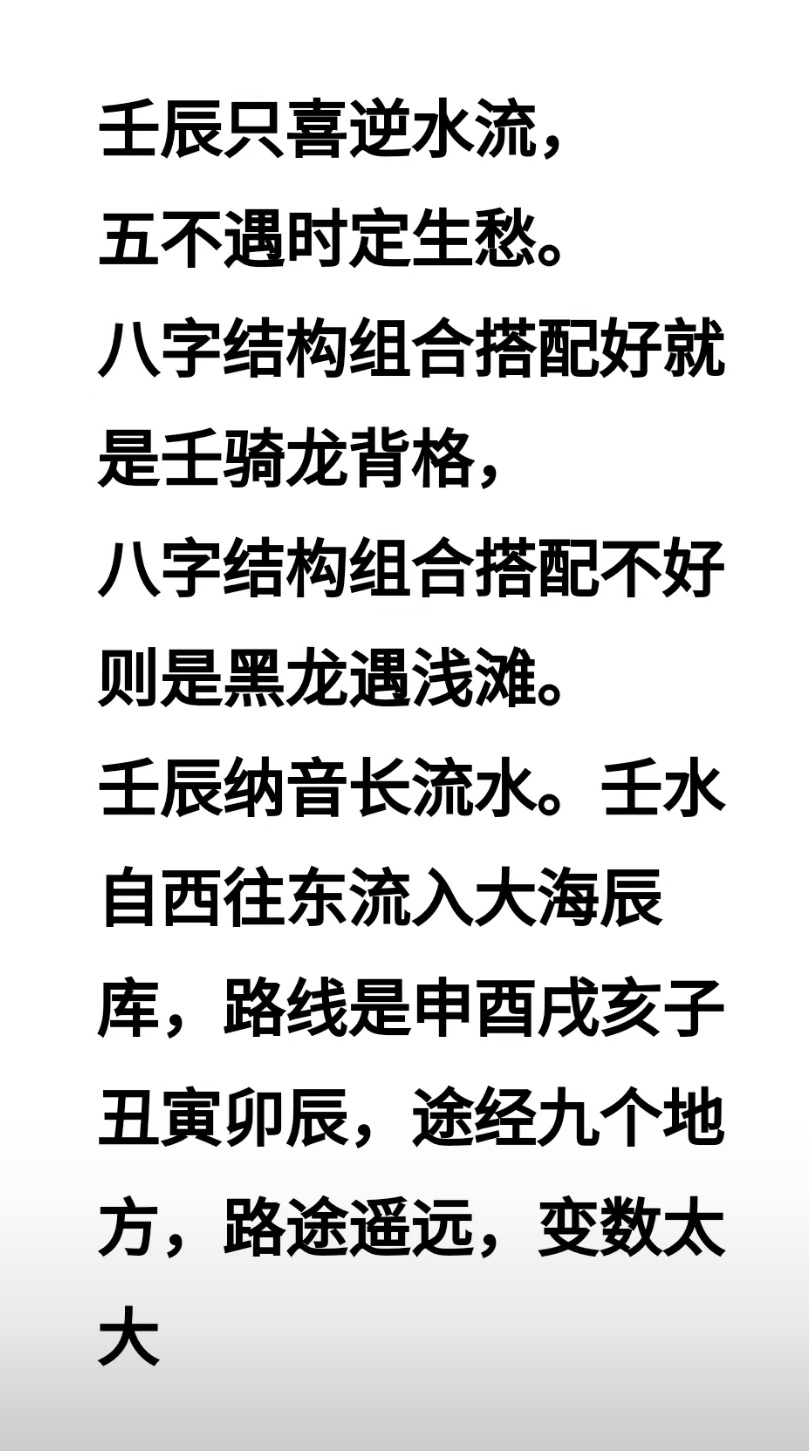 壬辰只喜逆水流，
五不遇时定生愁。
八字结构组合搭配好就
是壬骑龙背格，
八字结构组合搭配不好
则是黑龙遇浅滩。
壬辰纳音长流水。壬水
自西往东流入大海辰
库，路线是申酉戌亥子
丑寅卯辰，途经九个地
方，路途遥远，变数太
大